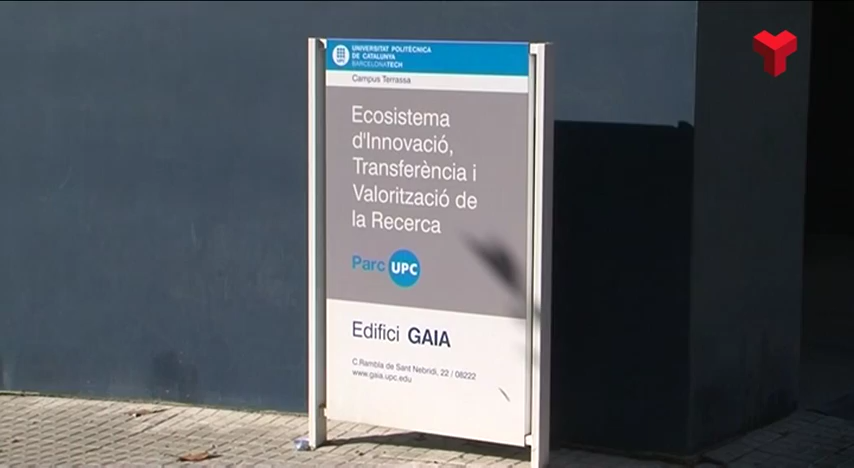 UNIVERSITAT POLITÈCNICA
DE CATALUNYA
BARCELONATECH
UPC
Campus Terrassa
Ecosistema
d'Innovació,
Transferència i
Valorització de
la Recerca
Parc UPC
Edifici GAIA
C.Rambla de Sant Nebridi, 22 / 08222
www.gaia.upc.edu